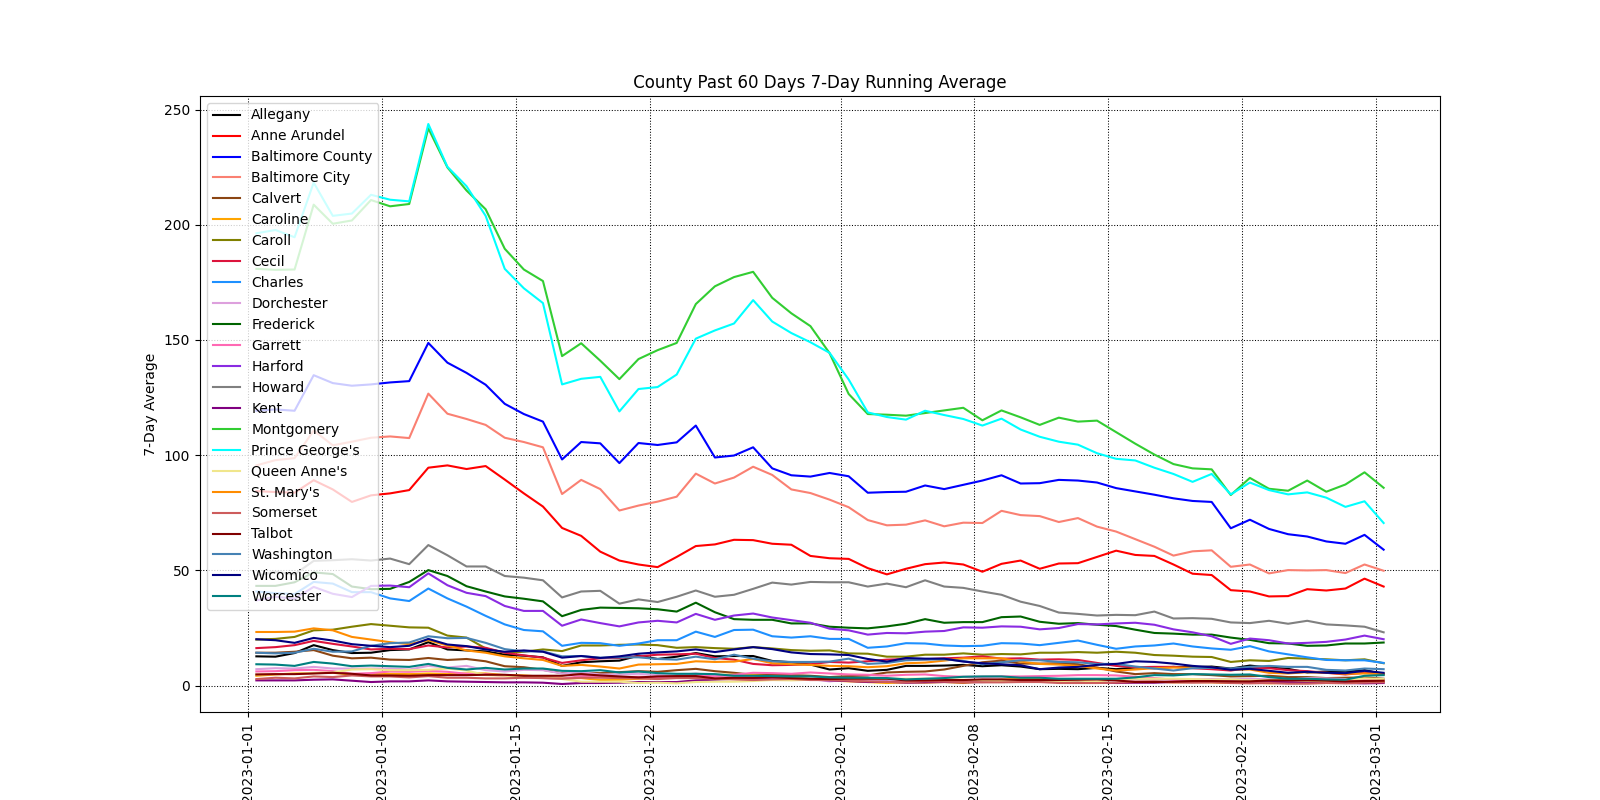 County Past 60 Days 7-Day Running Average
250
200
150
100
50
0
7-Day Average
Allegany
Anne Arundel
Baltimore County
Baltimore City
Calvert
Caroline
Caroll
Cecil
Charles
Dorchester
Frederick
Garrett
Harford
Howard
Kent
Montgomery
Prince George's
Queen Anne's
St. Mary's
Somerset
Talbot
Washington
Wicomico
Worcester
2023-01-01
2023-01-08
2023-01-15
2023-01-22
2023-02-01
2023-02-08
2023-02-15
2023-02-22
2023-03-01